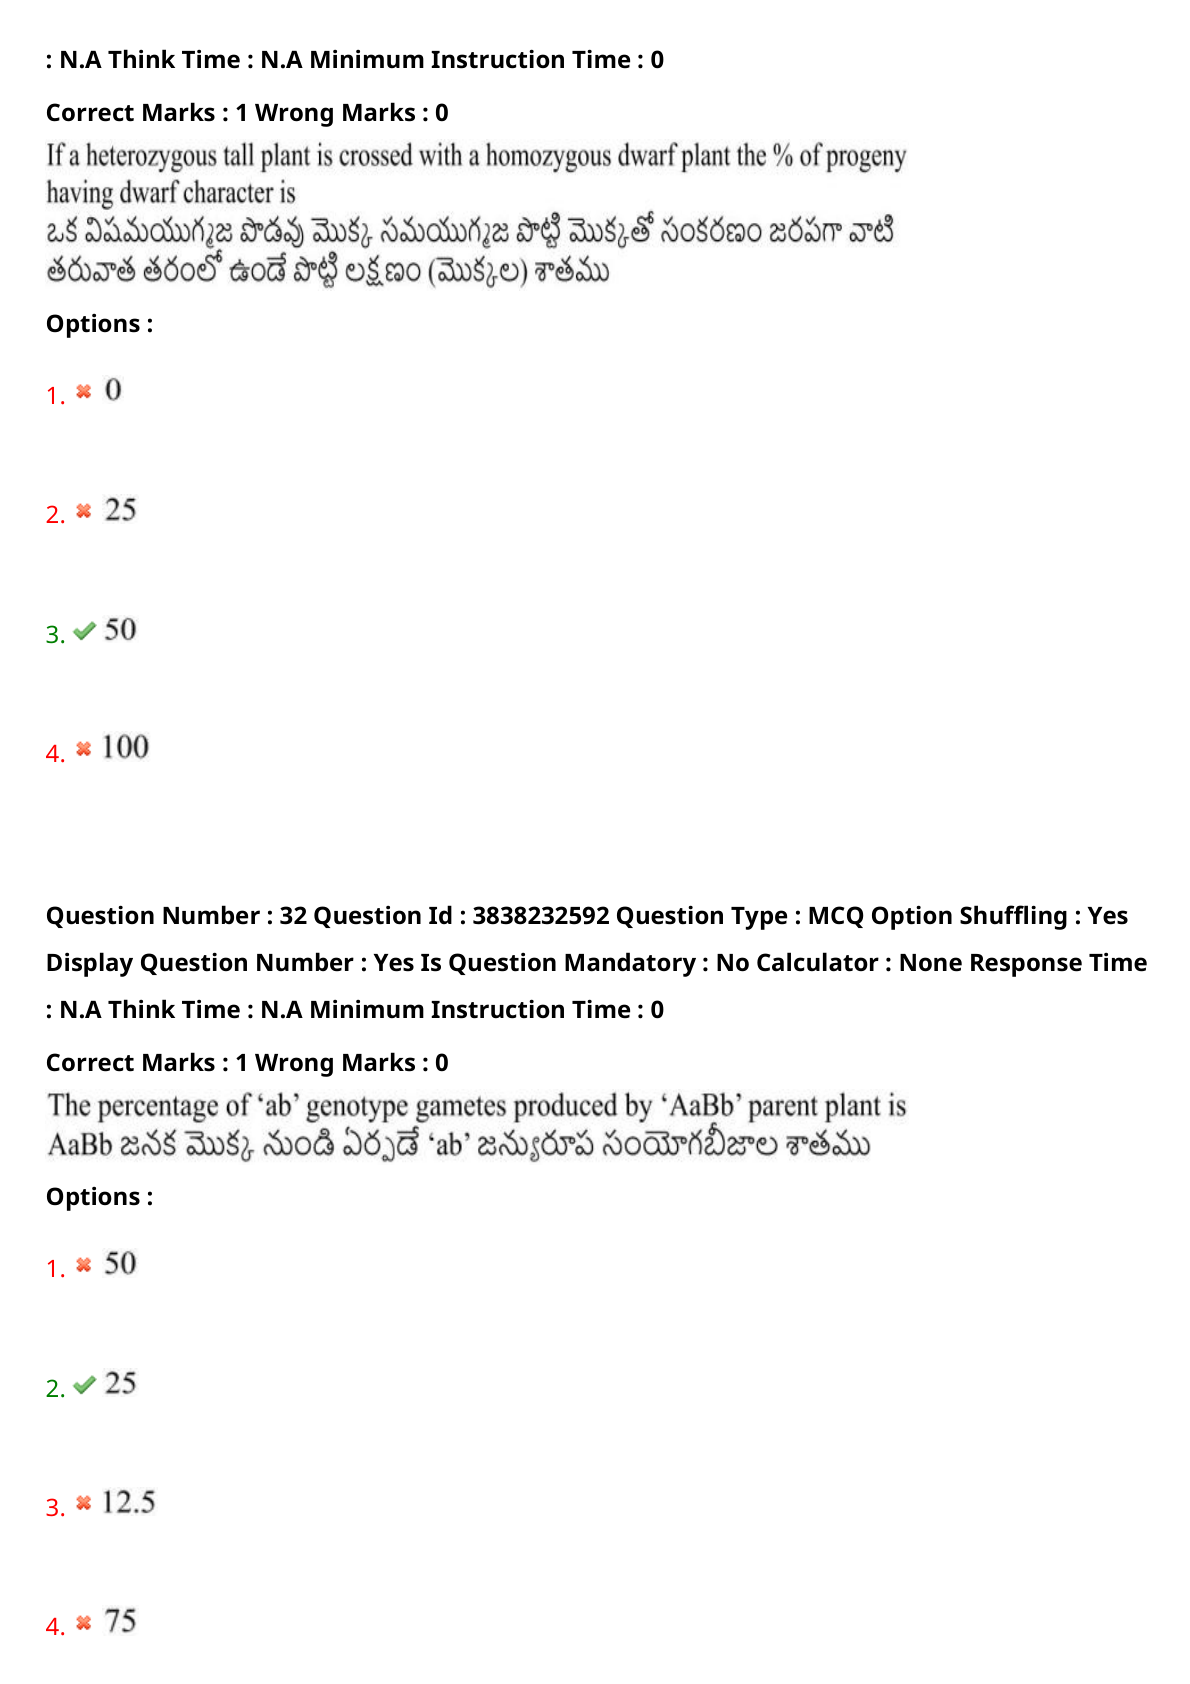 : N.A Think Time : N.A Minimum Instruction Time : 0
Correct Marks : 1 Wrong Marks : 0
If a heterozygous tall plant is crossed with a homozygous dwarf plant the % of progeny
having dwarf character is
ఒక విషమయుగ్మజ పొడవు మొక్క సమయుగ్మజ పొట్టి మొక్కతో సంకరణం జరపగా వాటి
తరువాత తరంలో ఉండే పొట్టి లక్షణం (మొక్కల) శాతము
Options :
1. 0
2. 25
3. 50
4. 100
Question Number : 32 Question Id : 3838232592 Question Type : MCQ Option Shuffling : Yes
Display Question Number : Yes Is Question Mandatory : No Calculator : None Response Time
: N.A Think Time : N.A Minimum Instruction Time : 0
Correct Marks : 1 Wrong Marks : 0
The percentage of ‘ab’ genotype gametes produced by ‘AaBb’ parent plant is
AaBb జనక మొక్క నుండి ఏర్పడే ‘ab’ జన్యురూప సంయోగబీజాల శాతము
Options :
1. 50
2. 25
3. 12.5
4. 75